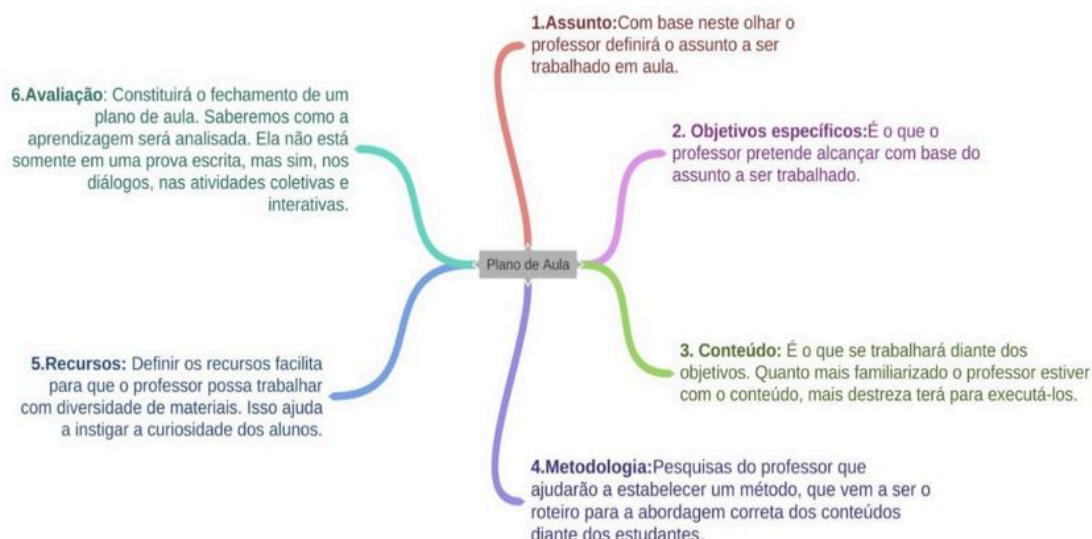 1.Assunto:Com base neste olhar o
professor definirá o assunto a ser
trabalhado em aula.
2. Objetivos específicos:É o que o
professor pretende alcançar com base do
assunto a ser trabalhado.
3. Conteúdo: É o que se trabalhará diante dos
objetivos. Quanto mais familiarizado o professor estiver
com o conteúdo, mais destreza terá para executá-los.
4.Metodologia:Pesquisas do professor que
ajudarão a estabelecer um método, que vem a ser o
roteiro para a abordagem correta dos conteúdos
diante dos estudantes.
5.Recursos: Definir os recursos facilita
para que o professor possa trabalhar
com diversidade de materiais. Isso ajuda
a instigar a curiosidade dos alunos.
6.Avaliação: Constituirá o fechamento de um
plano de aula. Saberemos como a
aprendizagem será analisada. Ela não está
somente em uma prova escrita, mas sim, nos
diálogos, nas atividades coletivas e
interativas.
Plano de Aula